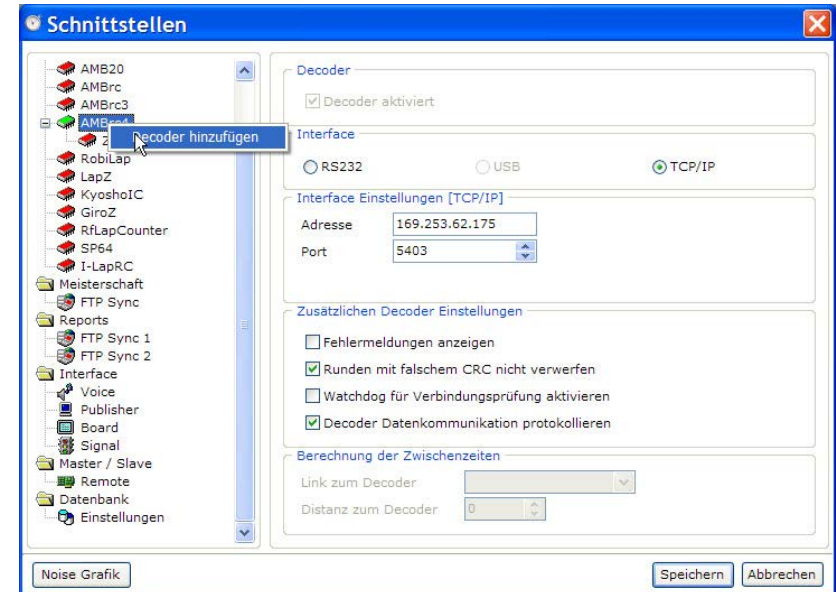 Schnittstellen
AMB20
AMBrc
AMBrc3
AMBrc4
Decoder hinzufügen
RobiLap
LapZ
KyoshoIC
GiroZ
RfLapCounter
SP64
I-LapRC
Meisterschaft
FTP Sync
Reports
FTP Sync 1
FTP Sync 2
Interface
Voice
Publisher
Board
Signal
Master / Slave
Remote
Datenbank
Einstellungen
Decoder
Decoder aktiviert
Interface
RS232 USB TCP/IP
Interface Einstellungen [TCP/IP]
Adresse 169.253.62.175
Port 5403
Zusätzlichen Decoder Einstellungen
Fehlermeldungen anzeigen
Runden mit falschem CRC nicht verwerfen
Watchdog für Verbindungsprüfung aktivieren
Decoder Datenkommunikation protokollieren
Berechnung der Zwischenzeiten
Link zum Decoder
Distanz zum Decoder 0
Noise Grafik Speichern Abbrechen